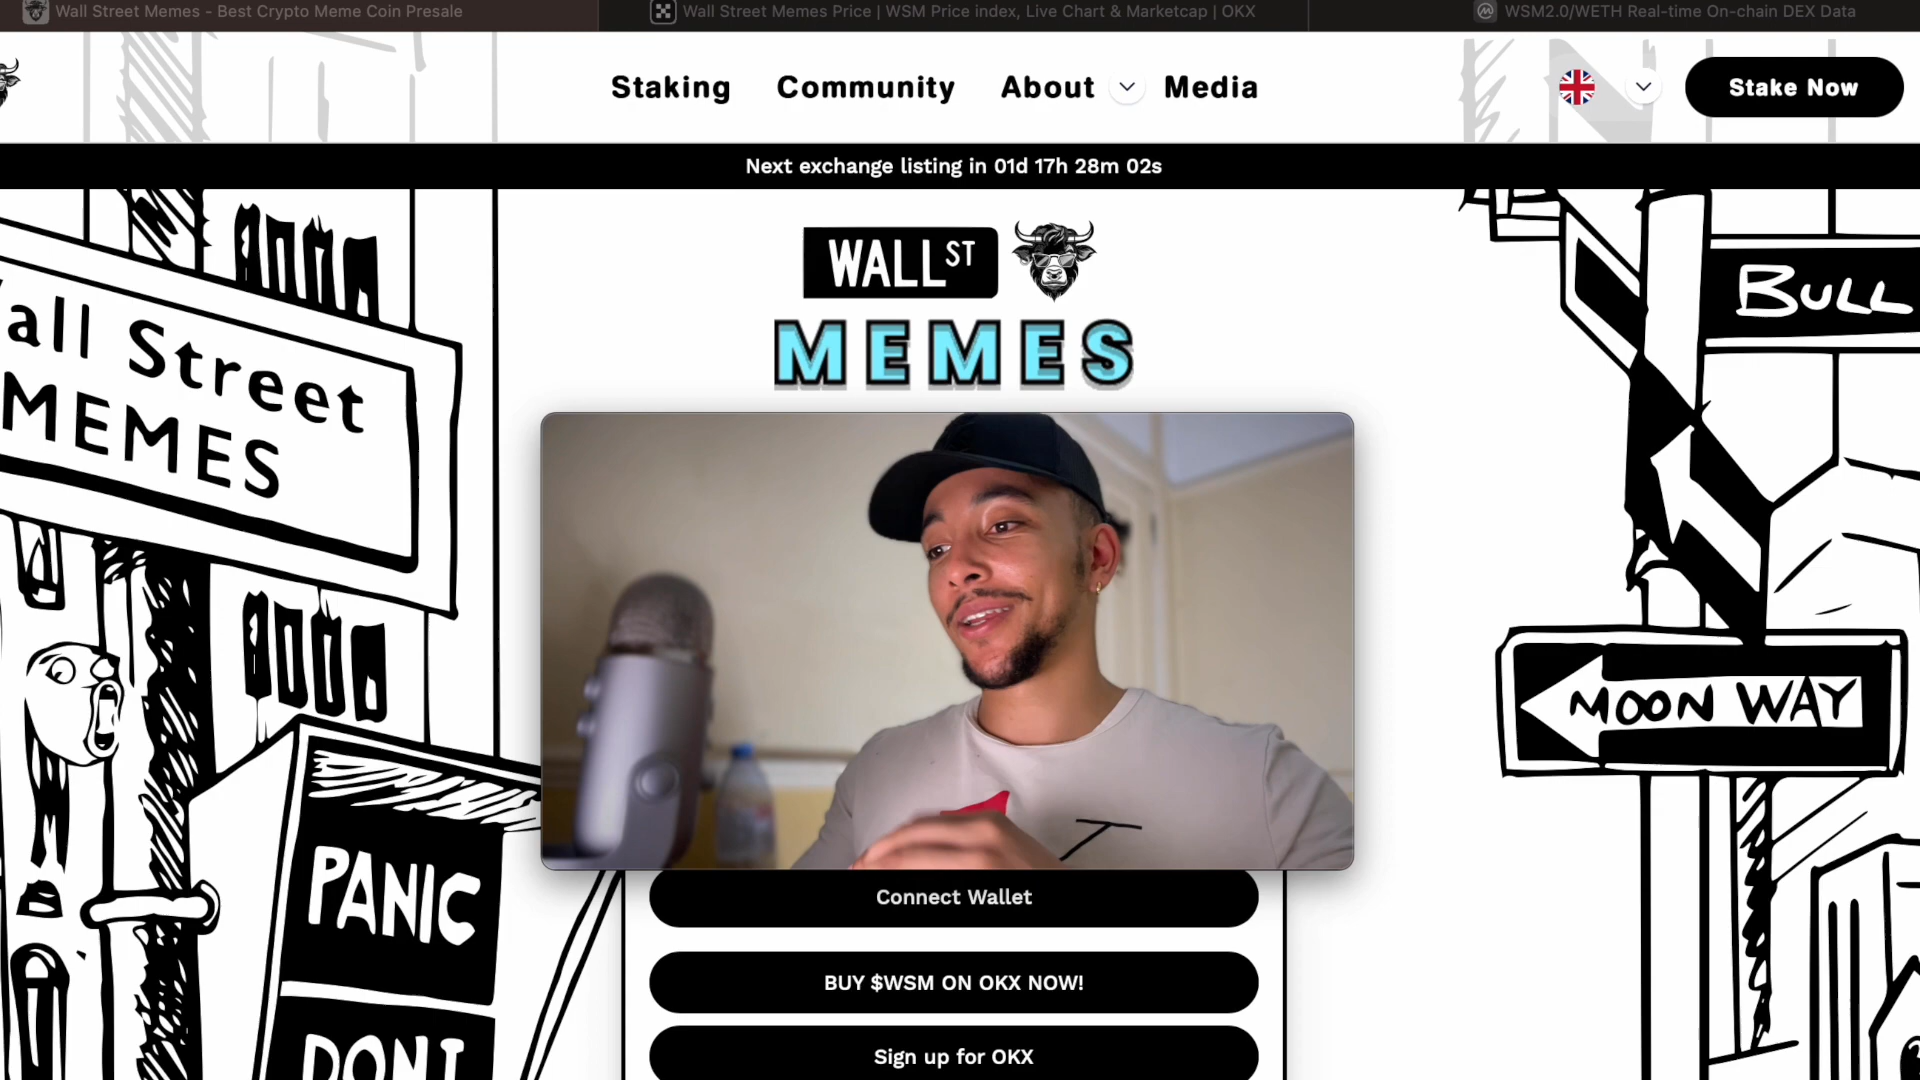 Wall Street Memes - Best Crypto Meme Coin Presale
Wall Street Memes Price | WSM Price index, Live Chart & Marketcap | OKX
WSM2.0/WETH Real-time On-chain DEX Data
Staking
Community
About
Media
Stake Now
Next exchange listing in 01d 17h 28m 02s
WALL ST
MEMES
Wall Street
MEMES
BULL
MOON WAY
PANIC
DONT
Connect Wallet
BUY $WSM ON OKX NOW!
Sign up for OKX